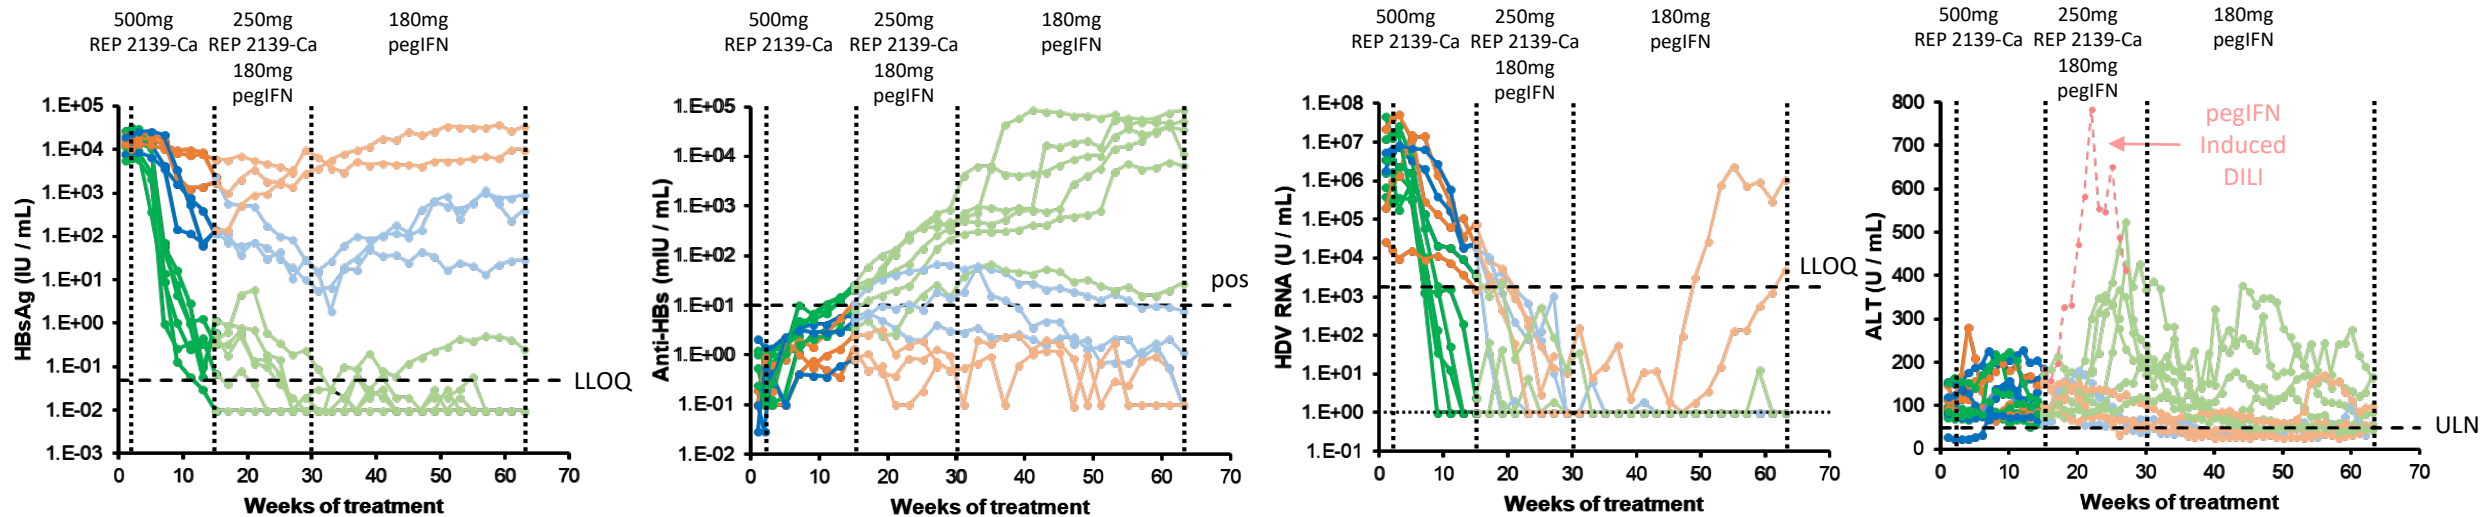 500mg
REP 2139-Ca
250mg
REP 2139-Ca
180mg
pegIFN
180mg
pegIFN
HBsAg (IU / mL)
1.E+05
1.E+04
1.E+03
1.E+02
1.E+01
1.E+00
1.E-01
1.E-02
1.E-03
LLOQ
0 10 20 30 40 50 60 70
Weeks of treatment
500mg
REP 2139-Ca
250mg
REP 2139-Ca
180mg
pegIFN
180mg
pegIFN
Anti-HBs (mIU / mL)
1.E+05
1.E+04
1.E+03
1.E+02
1.E+01
1.E+00
1.E-01
1.E-02
pos
0 10 20 30 40 50 60 70
Weeks of treatment
500mg
REP 2139-Ca
250mg
REP 2139-Ca
180mg
pegIFN
180mg
pegIFN
HDV RNA (U / mL)
1.E+08
1.E+07
1.E+06
1.E+05
1.E+04
1.E+03
1.E+02
1.E+01
1.E+00
1.E-01
LLOQ
0 10 20 30 40 50 60 70
Weeks of treatment
500mg
REP 2139-Ca
250mg
REP 2139-Ca
180mg
pegIFN
180mg
pegIFN
ALT (U / mL)
800
700
600
500
400
300
200
100
0
pegIFN
Induced
DILI
ULN
0 10 20 30 40 50 60 70
Weeks of treatment